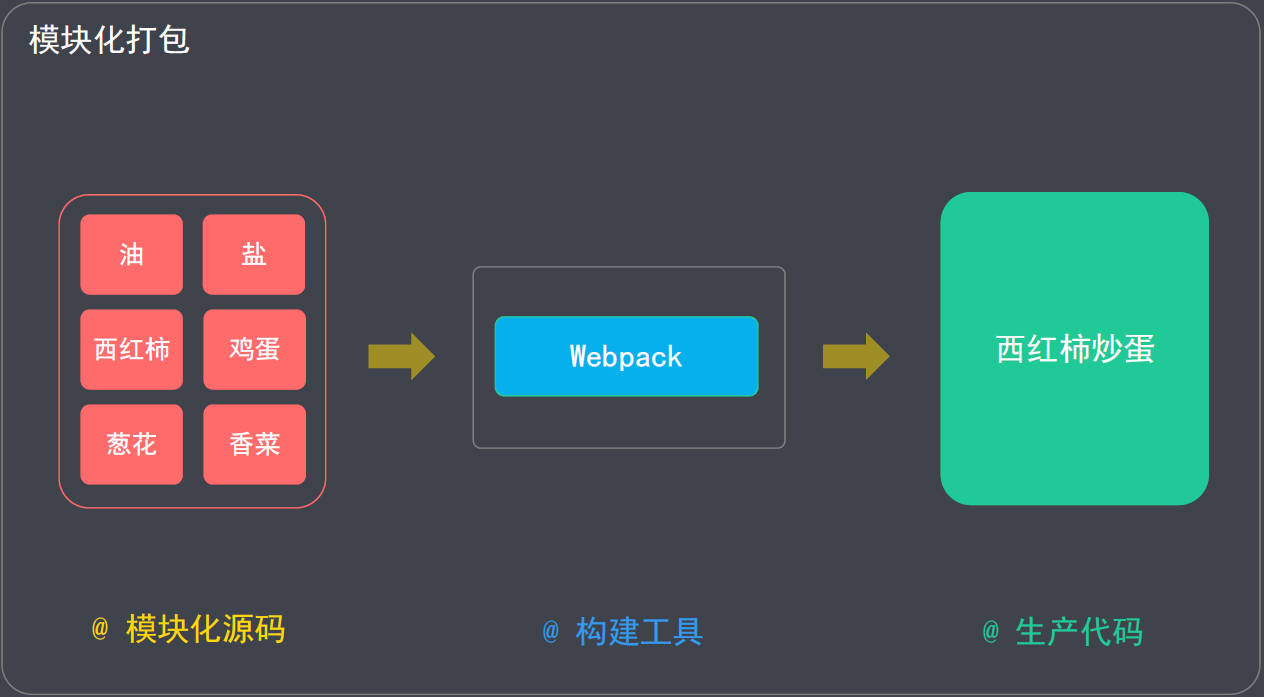 模块化打包
油
盐
西红柿
鸡蛋
葱花
香菜
Webpack
西红柿炒蛋
@ 模块化源码
@ 构建工具
@ 生产代码